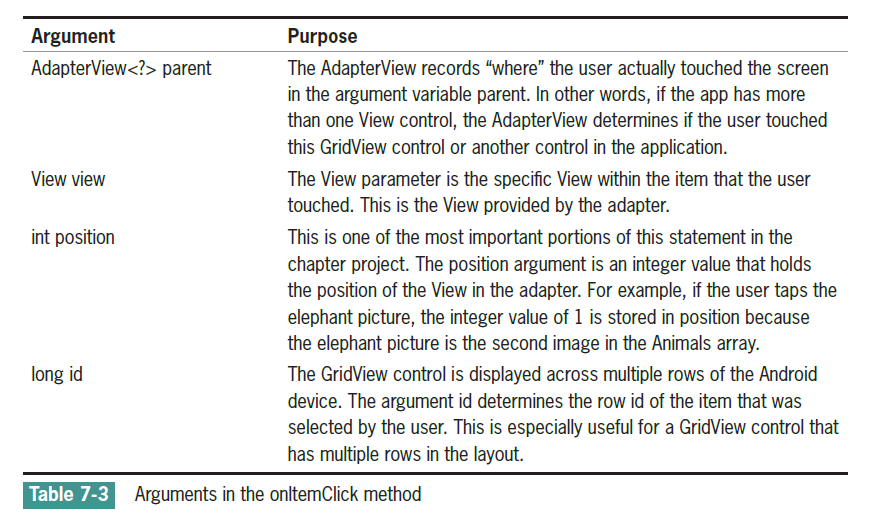 Argument Purpose
AdapterView<?> parent The AdapterView records “where” the user actually touched the screen
in the argument variable parent. In other words, if the app has more
than one View control, the AdapterView determines if the user touched
this GridView control or another control in the application.
View view The View parameter is the specific View within the item that the user
touched. This is the View provided by the adapter.
int position This is one of the most important portions of this statement in the
chapter project. The position argument is an integer value that holds
the position of the View in the adapter. For example, if the user taps the
elephant picture, the integer value of 1 is stored in position because
the elephant picture is the second image in the Animals array.
long id The GridView control is displayed across multiple rows of the Android
device. The argument id determines the row id of the item that was
selected by the user. This is especially useful for a GridView control that
has multiple rows in the layout.
Table 7-3 Arguments in the onItemClick method